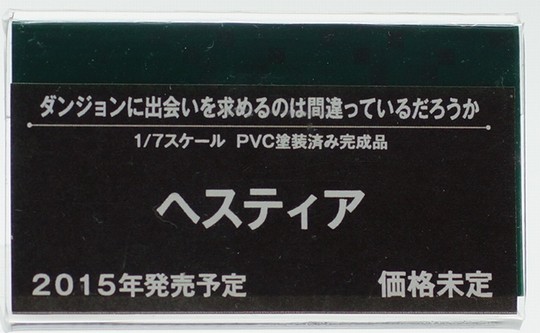 ダンジョンに出会いを求めるのは間違っているだろうか
1/7スケール PVC塗装済み完成品
ヘスティア
2015年発売予定 価格未定